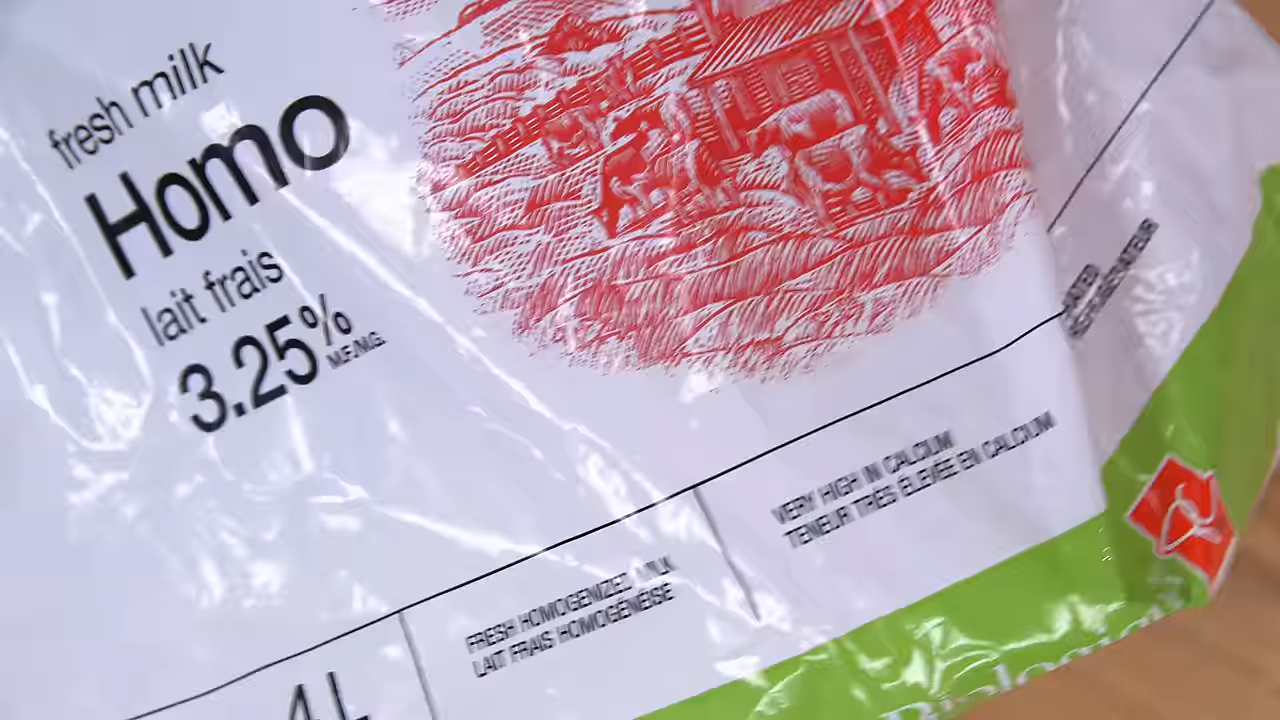 fresh milk
Homo
lait frais
3.25%
M.F./M.G.
VERY HIGH IN CALCIUM
TENEUR TRÈS ÉLEVÉE EN CALCIUM
FRESH HOMOGENIZED MILK
LAIT FRAIS HOMOGÉNÉISÉ
4 L